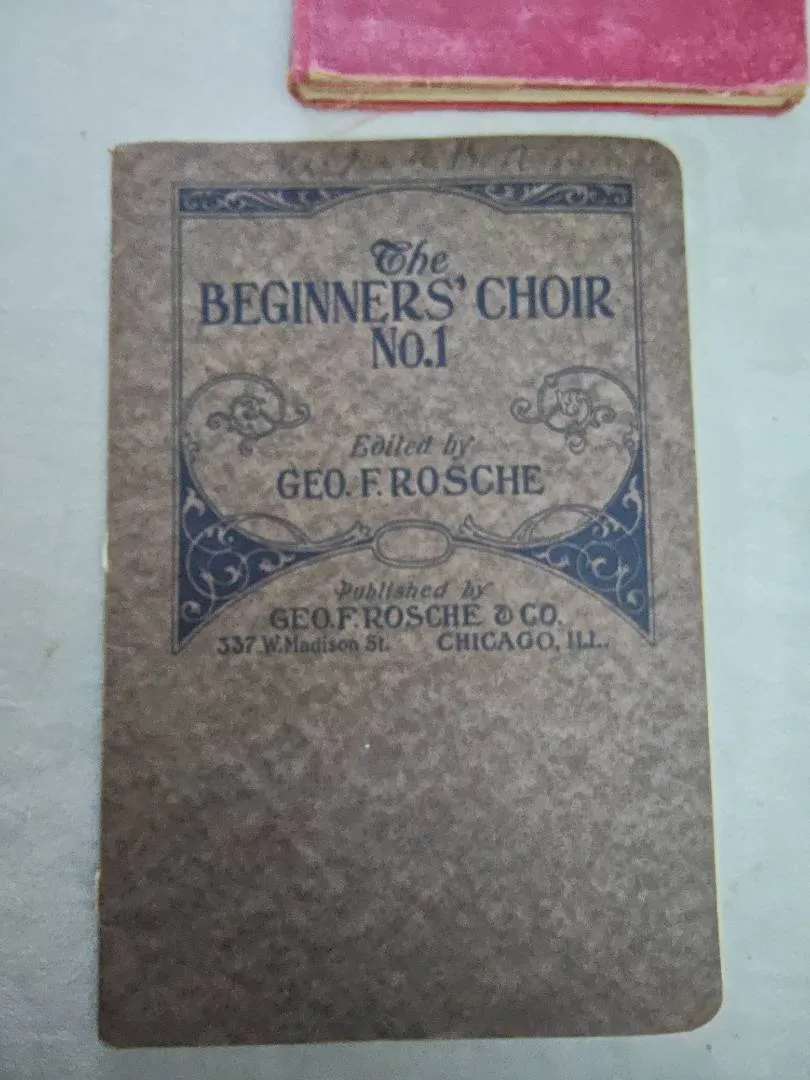 The
BEGINNERS' CHOIR
No.1
Edited by
GEO. F. ROSCHE
Published by
GEO. F. ROSCHE & CO.
337 W. Madison St. CHICAGO, ILL.